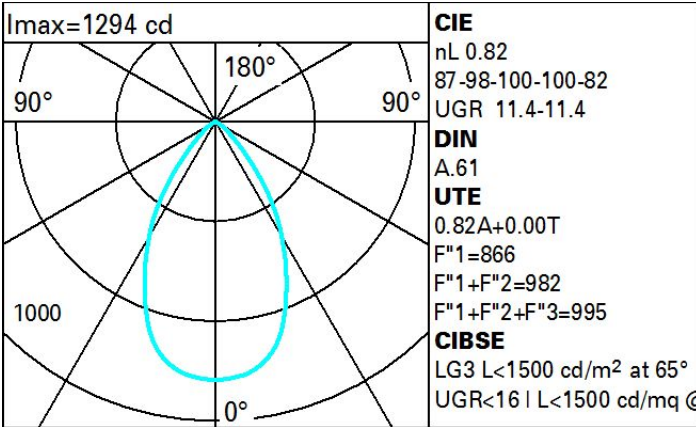 Imax=1294 cd
180°
90°
90°
1000
0°
CIE
nL 0.82
87-98-100-100-82
UGR 11.4-11.4
DIN
A.61
UTE
0.82A+0.00T
F"1=866
F"1+F"2=982
F"1+F"2+F"3=995
CIBSE
LG3 L<1500 cd/m² at 65°
UGR<16 | L<1500 cd/mq @